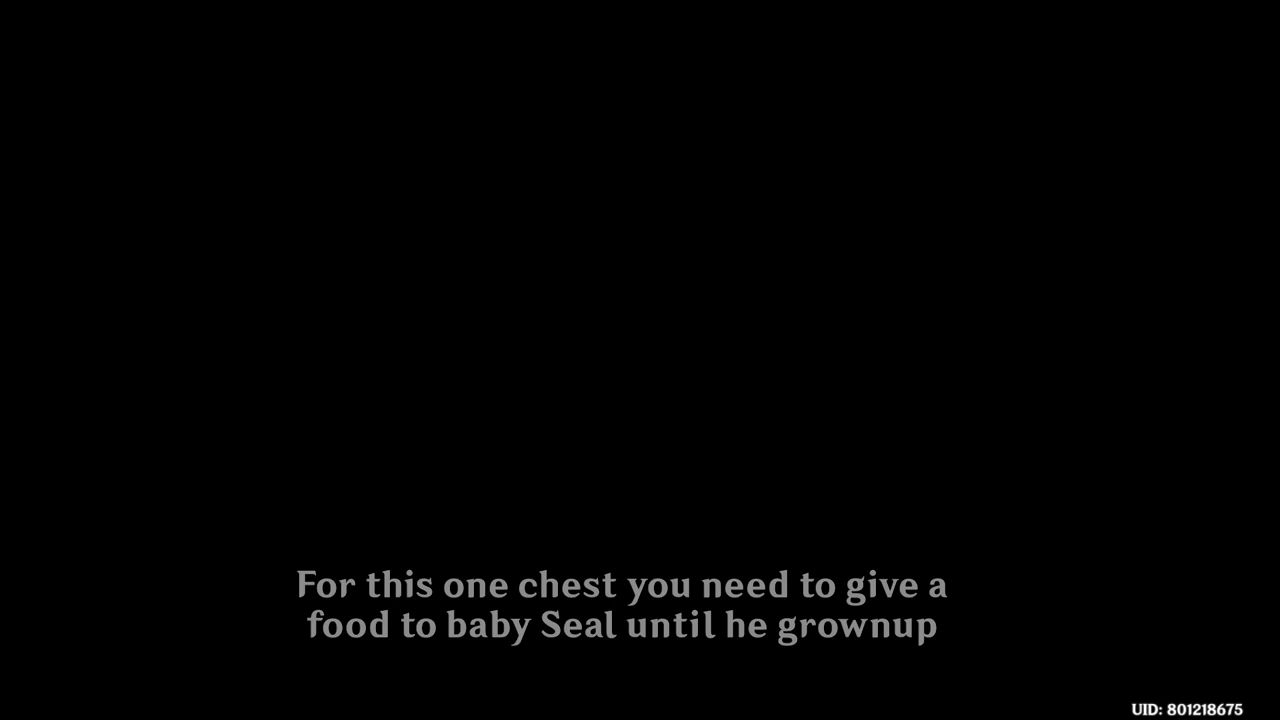 For this one chest you need to give a
food to baby Seal until he grownup
UID: 801218675